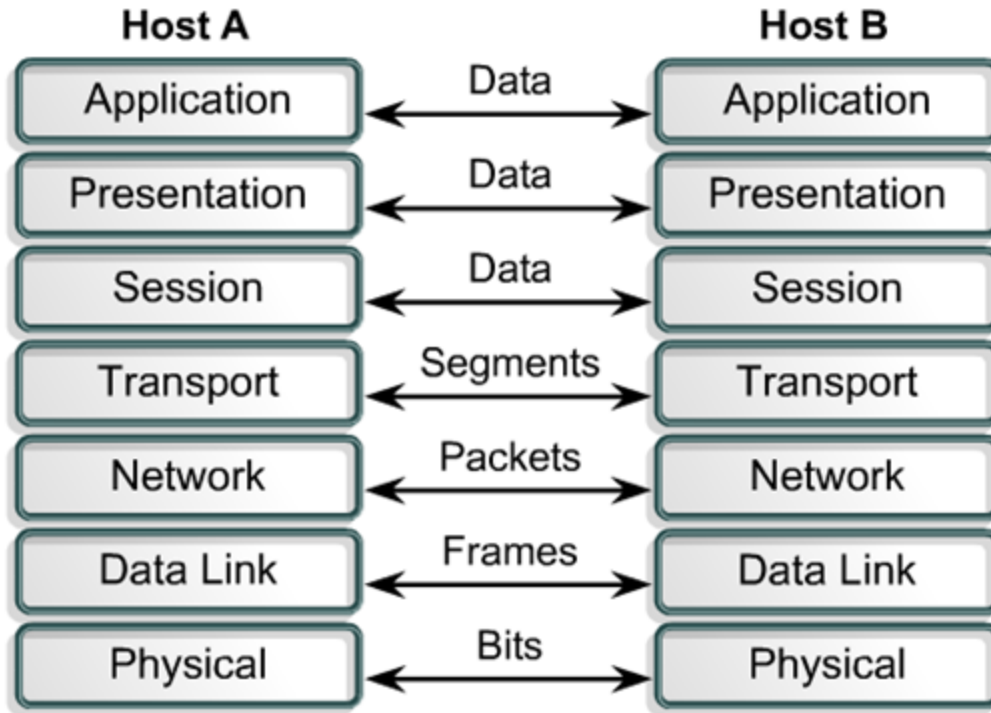 Host A Host B
Application Data Application
Presentation Data Presentation
Session Data Session
Transport Segments Transport
Network Packets Network
Data Link Frames Data Link
Physical Bits Physical